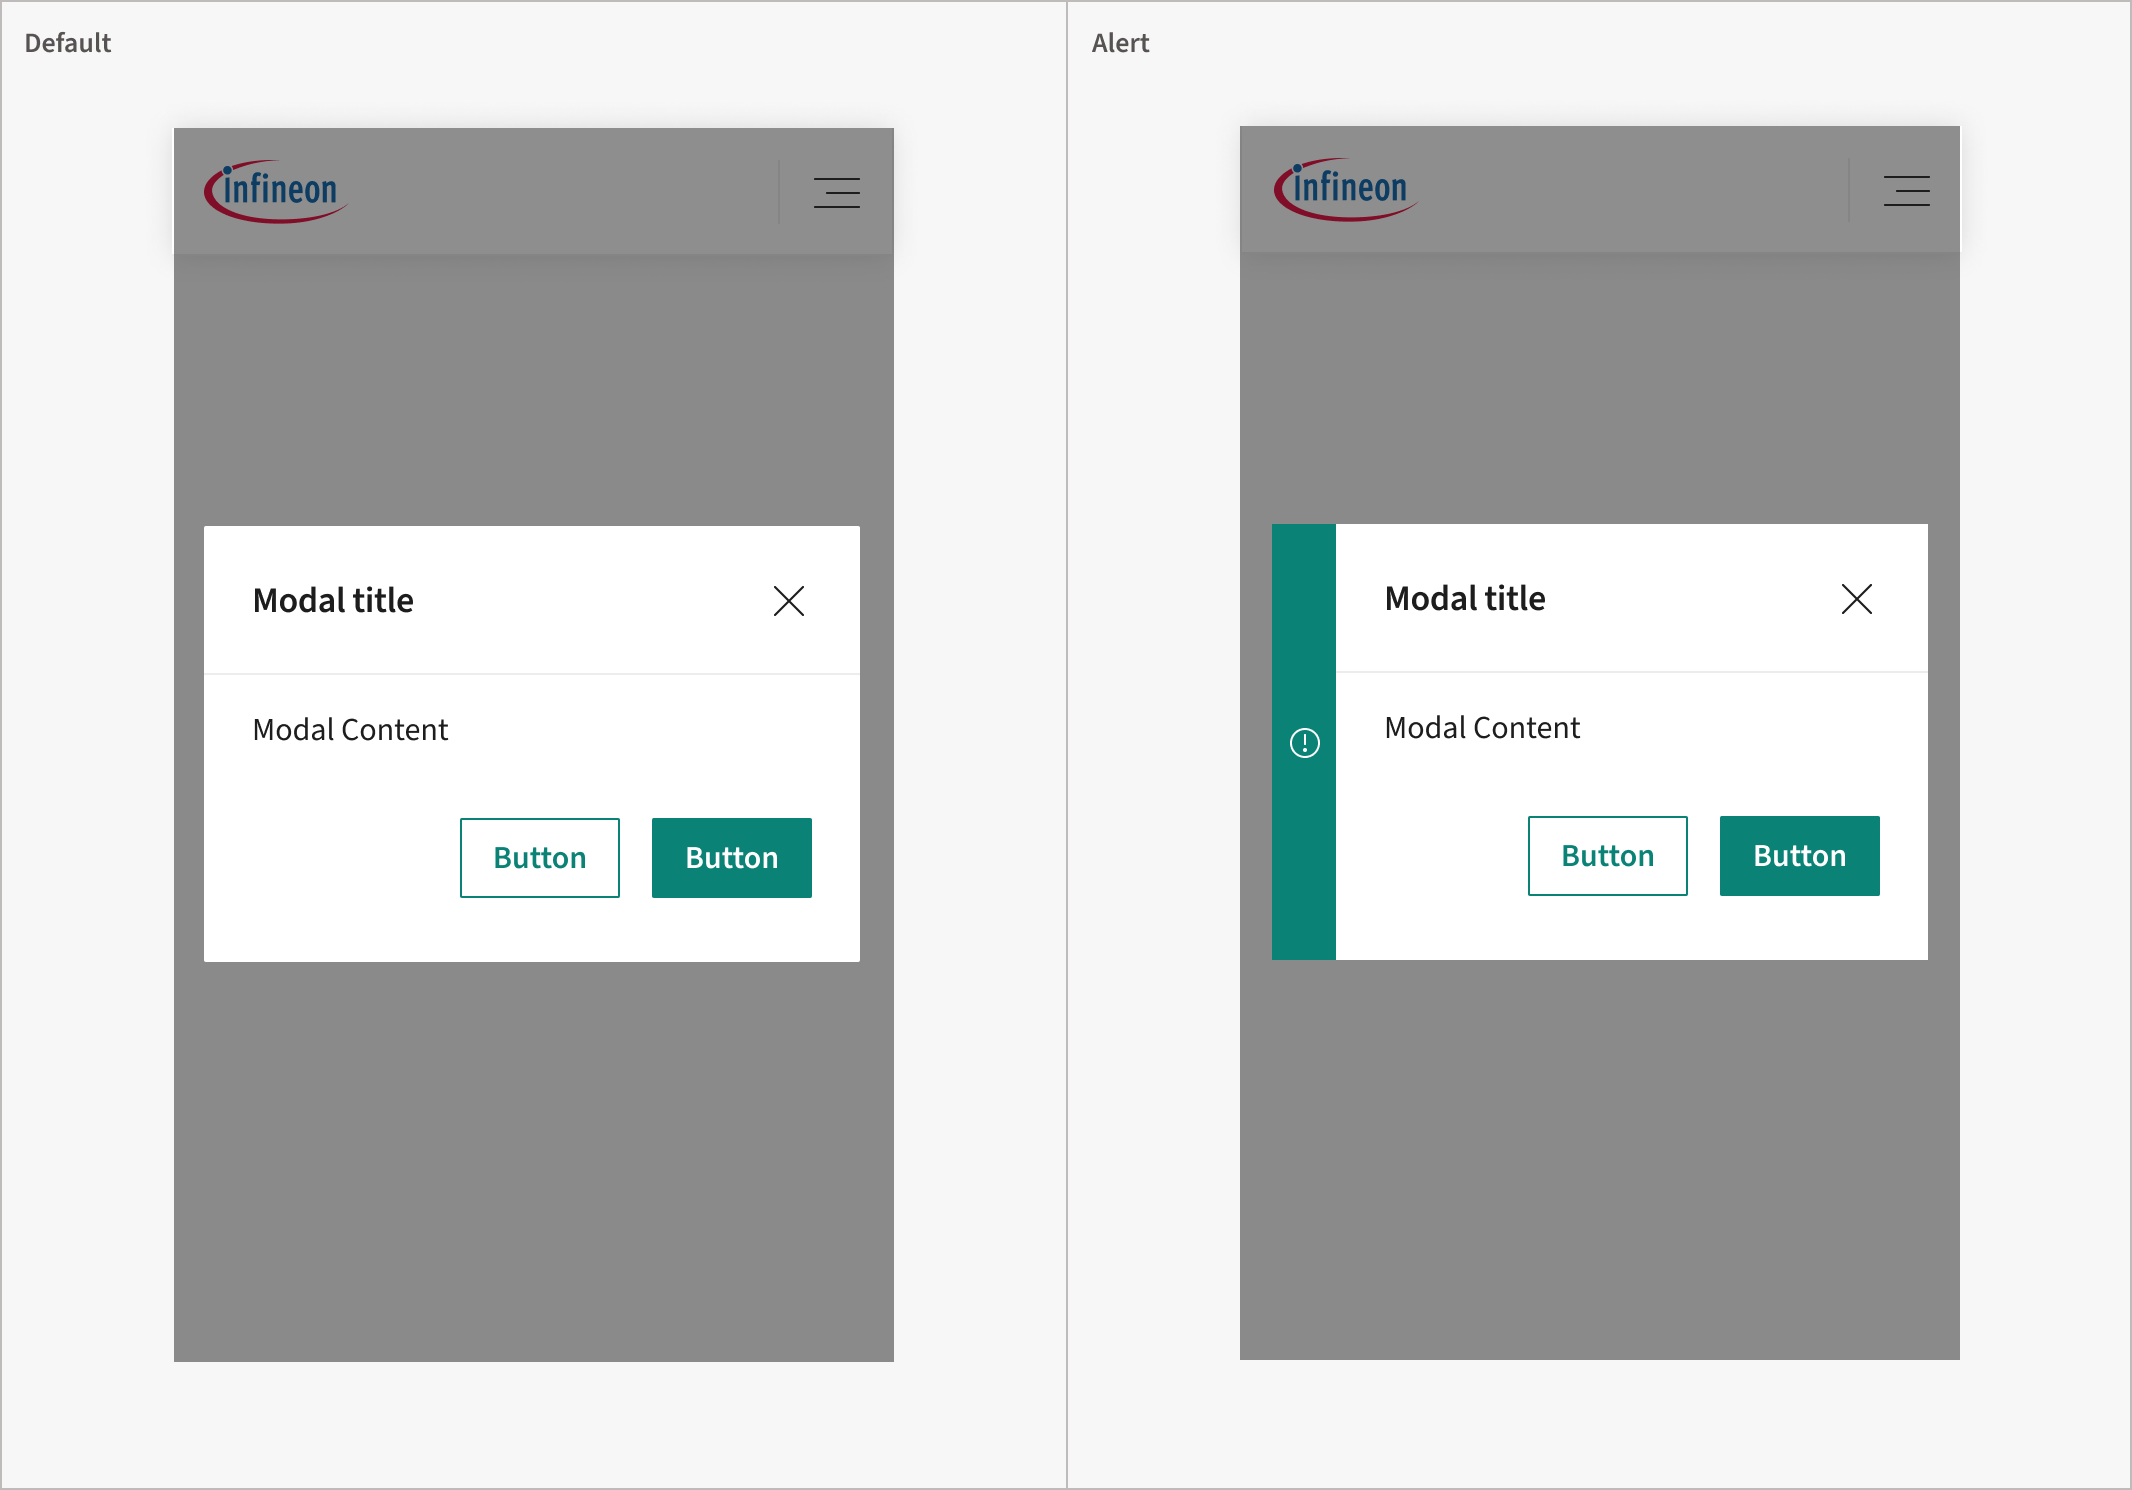 Default
infineon
Modal title
Modal Content
Button
Button
Alert
infineon
Modal title
Modal Content
Button
Button